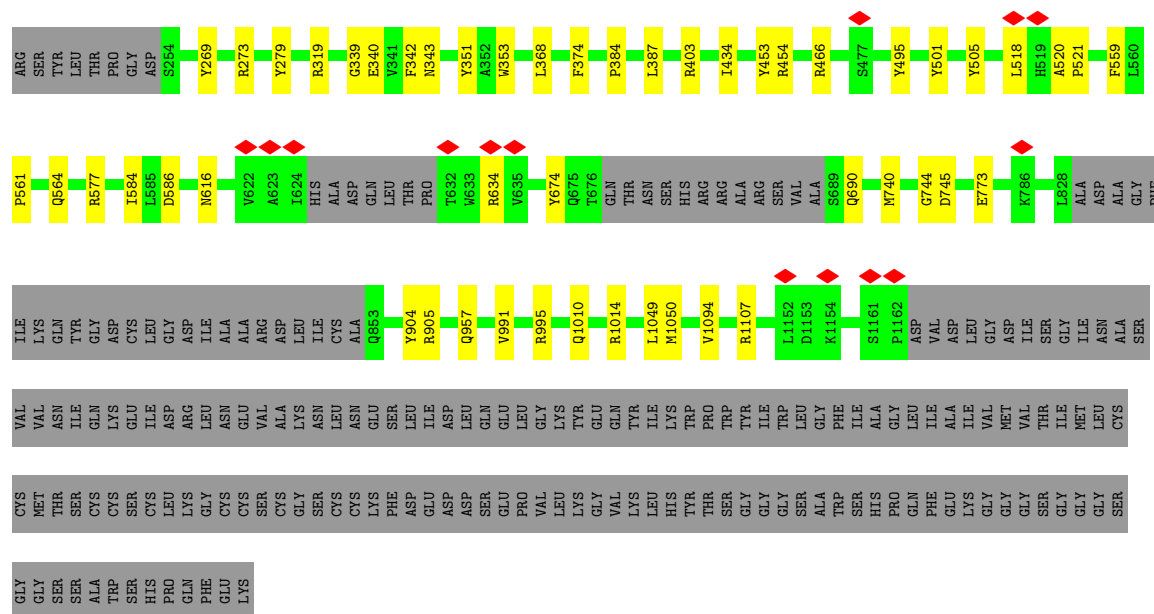 ARG SER TYR LEU THR PRO GLY ASP S254 Y269 R273 Y279 R319 G339 E340 V341 F342 N343 Y351 A352 W353 L368 F374 P384 L387 R403 I434 Y453 R454 R466 S477 Y495 Y501 Y505 L518 H519 A520 P521 F559 L560
P561 Q564 R577 I584 L585 D586 N616 V622 A623 I624 HIS ALA ASP GLN LEU THR PRO T632 W633 R634 V635 Y674 Q675 T676 GLN THR ASN SER HIS ARG ARG ALA ARG SER VAL ALA S689 Q690 M740 G744 D745 E773 K786 L828 ALA ASP ALA GLY
ILE LYS GLN TYR GLY ASP CYS LEU GLY ASP ILE ALA ALA ARG ASP LEU ILE CYS ALA Q853 Y904 R905 Q957 V991 R995 Q1010 R1014 L1049 M1050 V1094 R1107 L1152 D1153 K1154 S1161 P1162 ASP VAL ASP LEU GLY ASP ILE SER GLY ILE ASN ALA SER
VAL VAL ASN ILE GLN LYS GLU ILE ASP ARG LEU ASN GLU VAL ALA LYS ASN LEU ASN GLU SER LEU ILE ASP LEU GLN GLU LEU GLY LYS TYR GLU GLN TYR ILE LYS TRP PRO TRP TYR ILE TRP LEU GLY PHE ILE ALA GLY LEU ILE ALA ILE VAL MET VAL THR ILE MET LEU CYS
CYS MET THR SER CYS CYS SER CYS LEU LYS GLY CYS CYS SER CYS GLY SER CYS CYS LYS PHE ASP GLU ASP ASP SER GLU PRO VAL LEU LYS GLY VAL LYS LEU HIS TYR THR SER GLY GLY GLY SER ALA TRP SER HIS PRO GLN PHE GLU LYS GLY GLY GLY SER GLY GLY GLY SER
GLY GLY SER SER ALA TRP SER HIS PRO GLN PHE GLU LYS